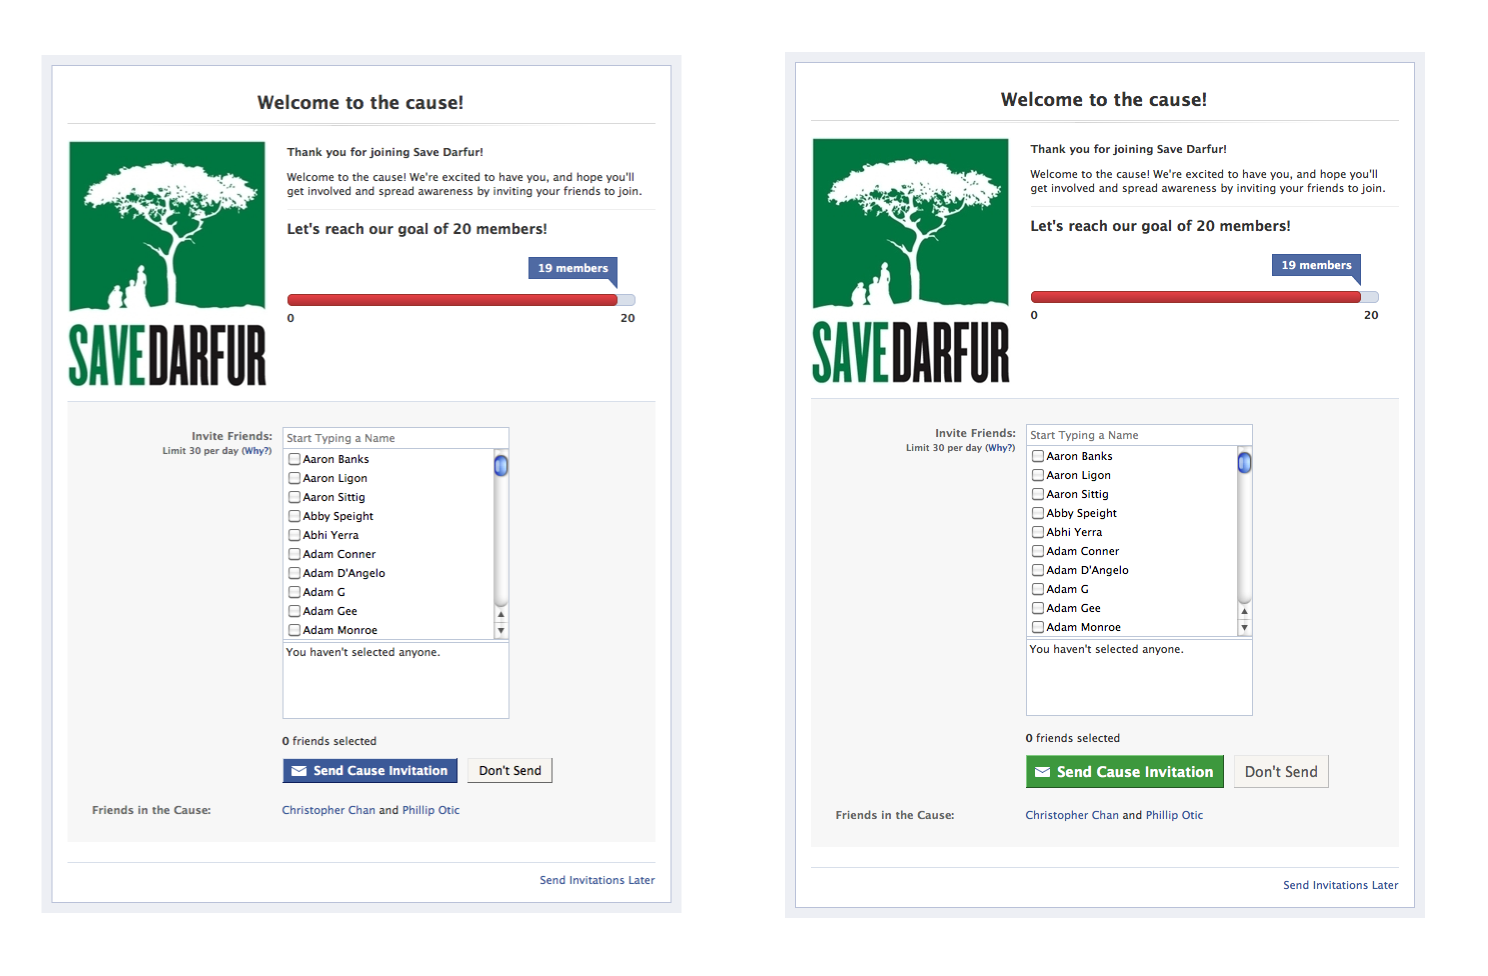 Welcome to the cause!
SAVEDARFUR
Thank you for joining Save Darfur!
Welcome to the cause! We're excited to have you, and hope you'll
get involved and spread awareness by inviting your friends to join.
Let's reach our goal of 20 members!
19 members
0 20
Invite Friends:
Limit 30 per day (Why?)
Start Typing a Name
Aaron Banks
Aaron Ligon
Aaron Sittig
Abby Speight
Abhi Yerra
Adam Conner
Adam D'Angelo
Adam G
Adam Gee
Adam Monroe
You haven't selected anyone.
0 friends selected
Send Cause Invitation Don't Send
Friends in the Cause: Christopher Chan and Phillip Otic
Send Invitations Later
Welcome to the cause!
SAVEDARFUR
Thank you for joining Save Darfur!
Welcome to the cause! We're excited to have you, and hope you'll
get involved and spread awareness by inviting your friends to join.
Let's reach our goal of 20 members!
19 members
0 20
Invite Friends:
Limit 30 per day (Why?)
Start Typing a Name
Aaron Banks
Aaron Ligon
Aaron Sittig
Abby Speight
Abhi Yerra
Adam Conner
Adam D'Angelo
Adam G
Adam Gee
Adam Monroe
You haven't selected anyone.
0 friends selected
Send Cause Invitation Don't Send
Friends in the Cause: Christopher Chan and Phillip Otic
Send Invitations Later